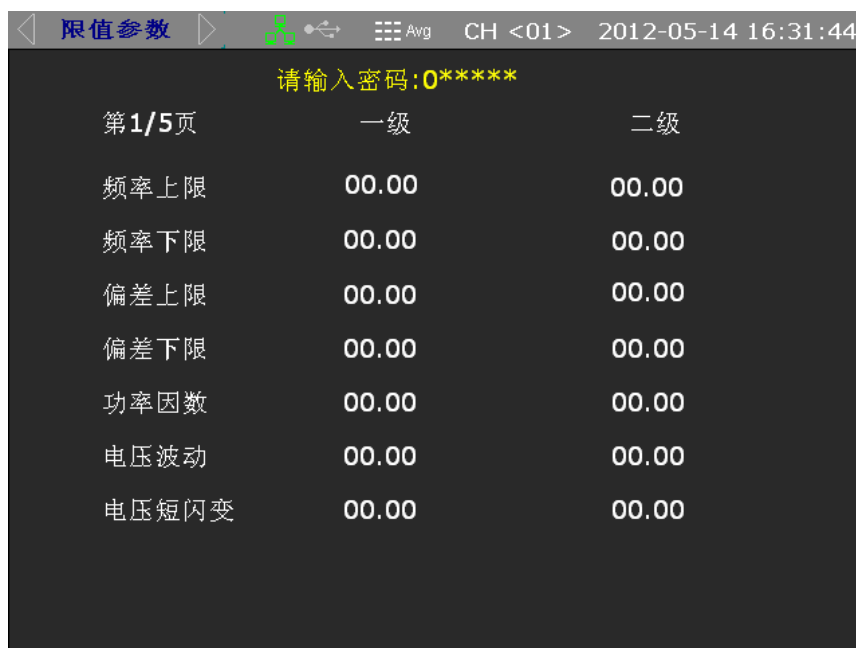 限值参数 Avg CH <01> 2012-05-14 16:31:44
请输入密码:0*****
第1/5页 一级 二级
频率上限 00.00 00.00
频率下限 00.00 00.00
偏差上限 00.00 00.00
偏差下限 00.00 00.00
功率因数 00.00 00.00
电压波动 00.00 00.00
电压短闪变 00.00 00.00